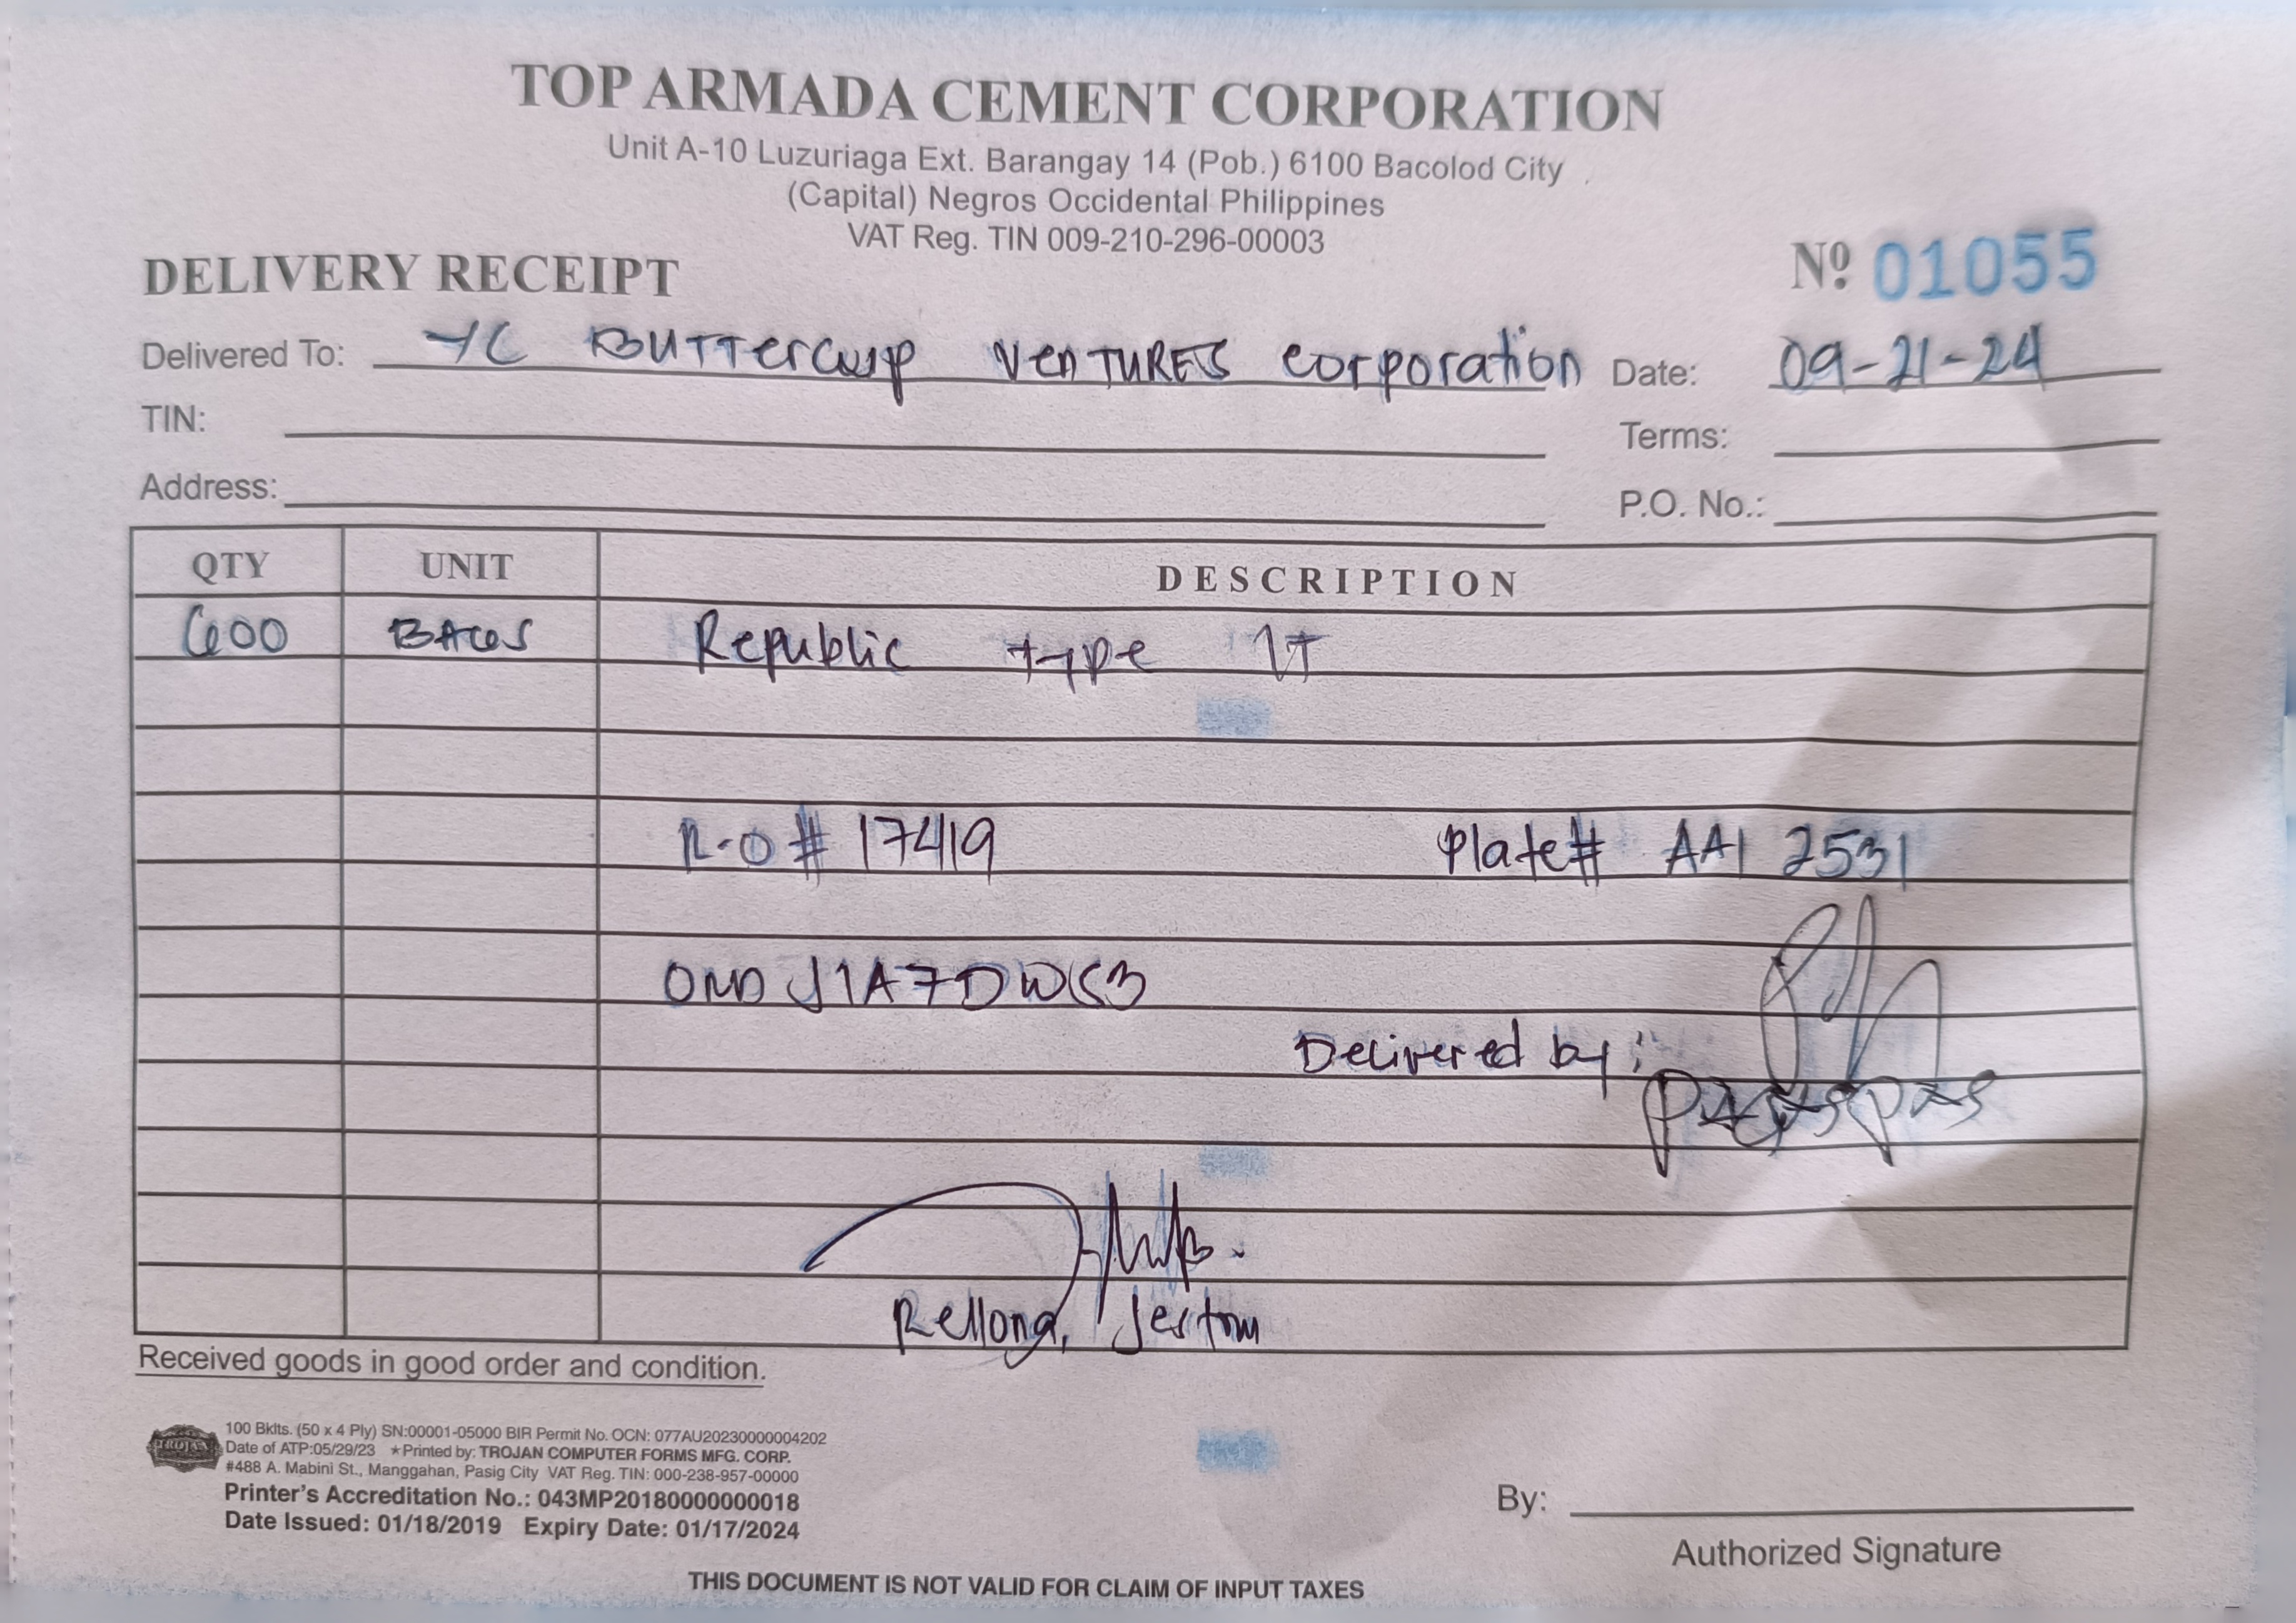 TOP ARMADA CEMENT CORPORATION
Unit A-10 Luzuriaga Ext. Barangay 14 (Pob.) 6100 Bacolod City
(Capital) Negros Occidental Philippines
VAT Reg. TIN 009-210-296-00003
DELIVERY RECEIPT Nº 01055
Delivered To: YC BUTTercup VenTURES corporation Date: 09-21-24
TIN: Terms:
Address: P.O. No.:
QTY UNIT DESCRIPTION
600 BAGS Republic type 1T
R-O # 17419 Plate# AAI 2531
J1A7DW
Delivered by:
Rellona, Jestom
Received goods in good order and condition.
TROJAN
100 Bklts. (50 x 4 Ply) SN:00001-05000 BIR Permit No. OCN: 077AU20230000004202
Date of ATP:05/29/23 ★Printed by: TROJAN COMPUTER FORMS MFG. CORP.
#488 A. Mabini St., Manggahan, Pasig City VAT Reg. TIN: 000-238-957-00000
Printer's Accreditation No.: 043MP20180000000018
Date Issued: 01/18/2019 Expiry Date: 01/17/2024
By:
Authorized Signature
THIS DOCUMENT IS NOT VALID FOR CLAIM OF INPUT TAXES